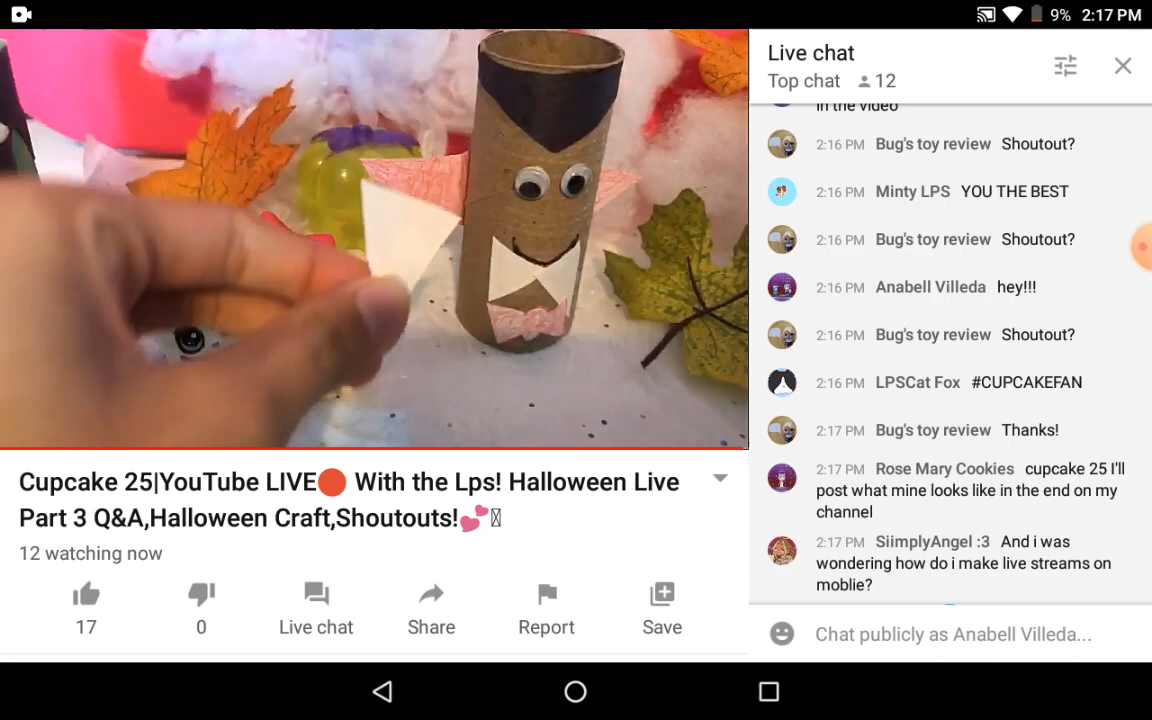 9% 2:17 PM
Live chat
Top chat 12
in the video
2:16 PM Bug's toy review Shoutout?
2:16 PM Minty LPS YOU THE BEST
2:16 PM Bug's toy review Shoutout?
2:16 PM Anabell Villeda hey!!!
2:16 PM Bug's toy review Shoutout?
2:16 PM LPSCat Fox #CUPCAKEFAN
2:17 PM Bug's toy review Thanks!
2:17 PM Rose Mary Cookies cupcake 25 I'll
post what mine looks like in the end on my
channel
2:17 PM SiimplyAngel :3 And i was
wondering how do i make live streams on
moblie?
Chat publicly as Anabell Villeda...
Cupcake 25|YouTube LIVE🔴 With the Lps! Halloween Live
Part 3 Q&A,Halloween Craft,Shoutouts!💕
12 watching now
17 0 Live chat Share Report Save